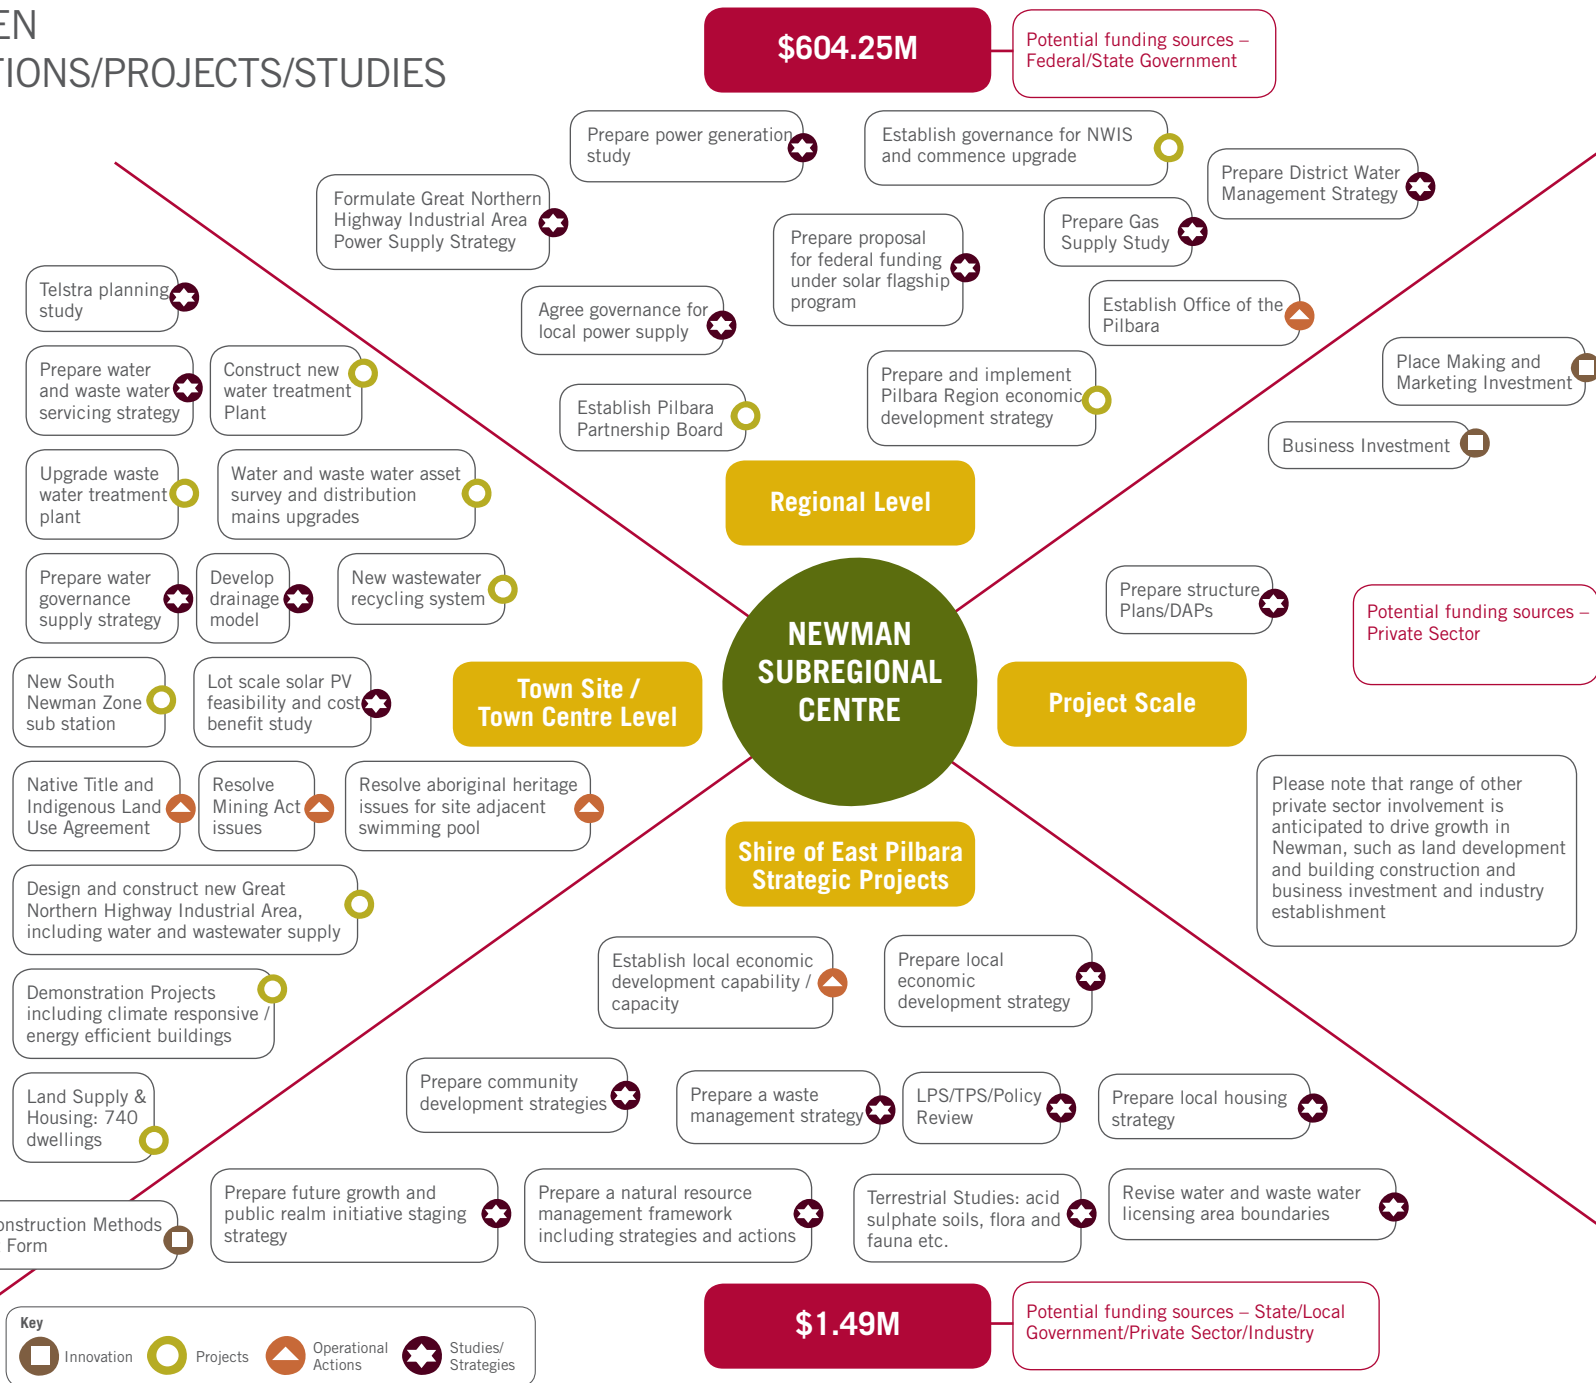 EN
TIONS/PROJECTS/STUDIES
$604.25M
Potential funding sources –
Federal/State Government
Prepare power generation
study
Establish governance for NWIS
and commence upgrade
Prepare District Water
Management Strategy
Formulate Great Northern
Highway Industrial Area
Power Supply Strategy
Prepare proposal
for federal funding
under solar flagship
program
Prepare Gas
Supply Study
Agree governance for
local power supply
Establish Office of the
Pilbara
Establish Pilbara
Partnership Board
Prepare and implement
Pilbara Region economic
development strategy
Regional Level
Telstra planning
study
Prepare water
and waste water
servicing strategy
Construct new
water treatment
Plant
Upgrade waste
water treatment
plant
Water and waste water asset
survey and distribution
mains upgrades
Prepare water
governance
supply strategy
Develop
drainage
model
New wastewater
recycling system
New South
Newman Zone
sub station
Lot scale solar PV
feasibility and cost
benefit study
Town Site /
Town Centre Level
Native Title and
Indigenous Land
Use Agreement
Resolve
Mining Act
issues
Resolve aboriginal heritage
issues for site adjacent
swimming pool
Design and construct new Great
Northern Highway Industrial Area,
including water and wastewater supply
Demonstration Projects
including climate responsive /
energy efficient buildings
Land Supply &
Housing: 740
dwellings
onstruction Methods
Form
NEWMAN
SUBREGIONAL
CENTRE
Place Making and
Marketing Investment
Business Investment
Prepare structure
Plans/DAPs
Potential funding sources –
Private Sector
Project Scale
Please note that range of other
private sector involvement is
anticipated to drive growth in
Newman, such as land development
and building construction and
business investment and industry
establishment
Shire of East Pilbara
Strategic Projects
Establish local economic
development capability /
capacity
Prepare local
economic
development strategy
Prepare community
development strategies
Prepare a waste
management strategy
LPS/TPS/Policy
Review
Prepare local housing
strategy
Prepare future growth and
public realm initiative staging
strategy
Prepare a natural resource
management framework
including strategies and actions
Terrestrial Studies: acid
sulphate soils, flora and
fauna etc.
Revise water and waste water
licensing area boundaries
$1.49M
Potential funding sources – State/Local
Government/Private Sector/Industry
Key
Innovation
Projects
Operational
Actions
Studies/
Strategies